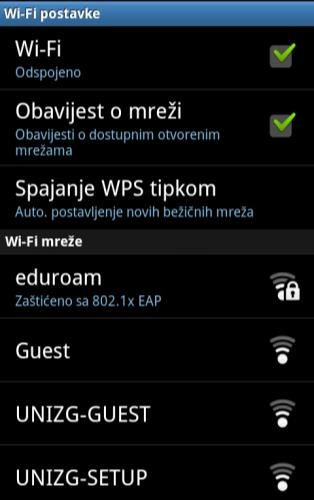 Wi-Fi postavke
Wi-Fi
Odspojeno
Obavijest o mreži
Obavijesti o dostupnim otvorenim
mrežama
Spajanje WPS tipkom
Auto. postavljenje novih bežičnih mreža
Wi-Fi mreže
eduroam
Zaštićeno sa 802.1x EAP
Guest
UNIZG-GUEST
UNIZG-SETUP